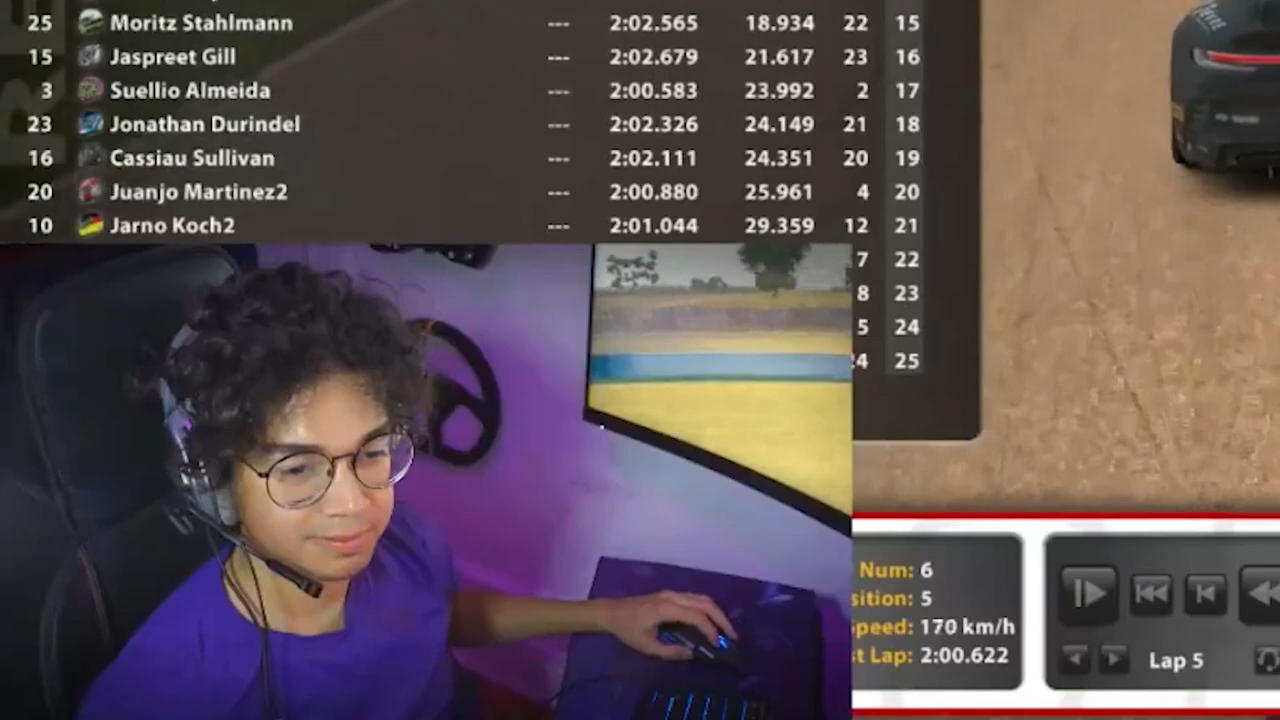 25 Moritz Stahlmann --- 2:02.565 18.934 22 15
15 Jaspreet Gill --- 2:02.679 21.617 23 16
3 Suellio Almeida --- 2:00.583 23.992 2 17
23 Jonathan Durindel --- 2:02.326 24.149 21 18
16 Cassiau Sullivan --- 2:02.111 24.351 20 19
20 Juanjo Martinez2 --- 2:00.880 25.961 4 20
10 Jarno Koch2 --- 2:01.044 29.359 12 21
7 22
8 23
5 24
4 25
Num: 6
sition: 5
Speed: 170 km/h
t Lap: 2:00.622
Lap 5